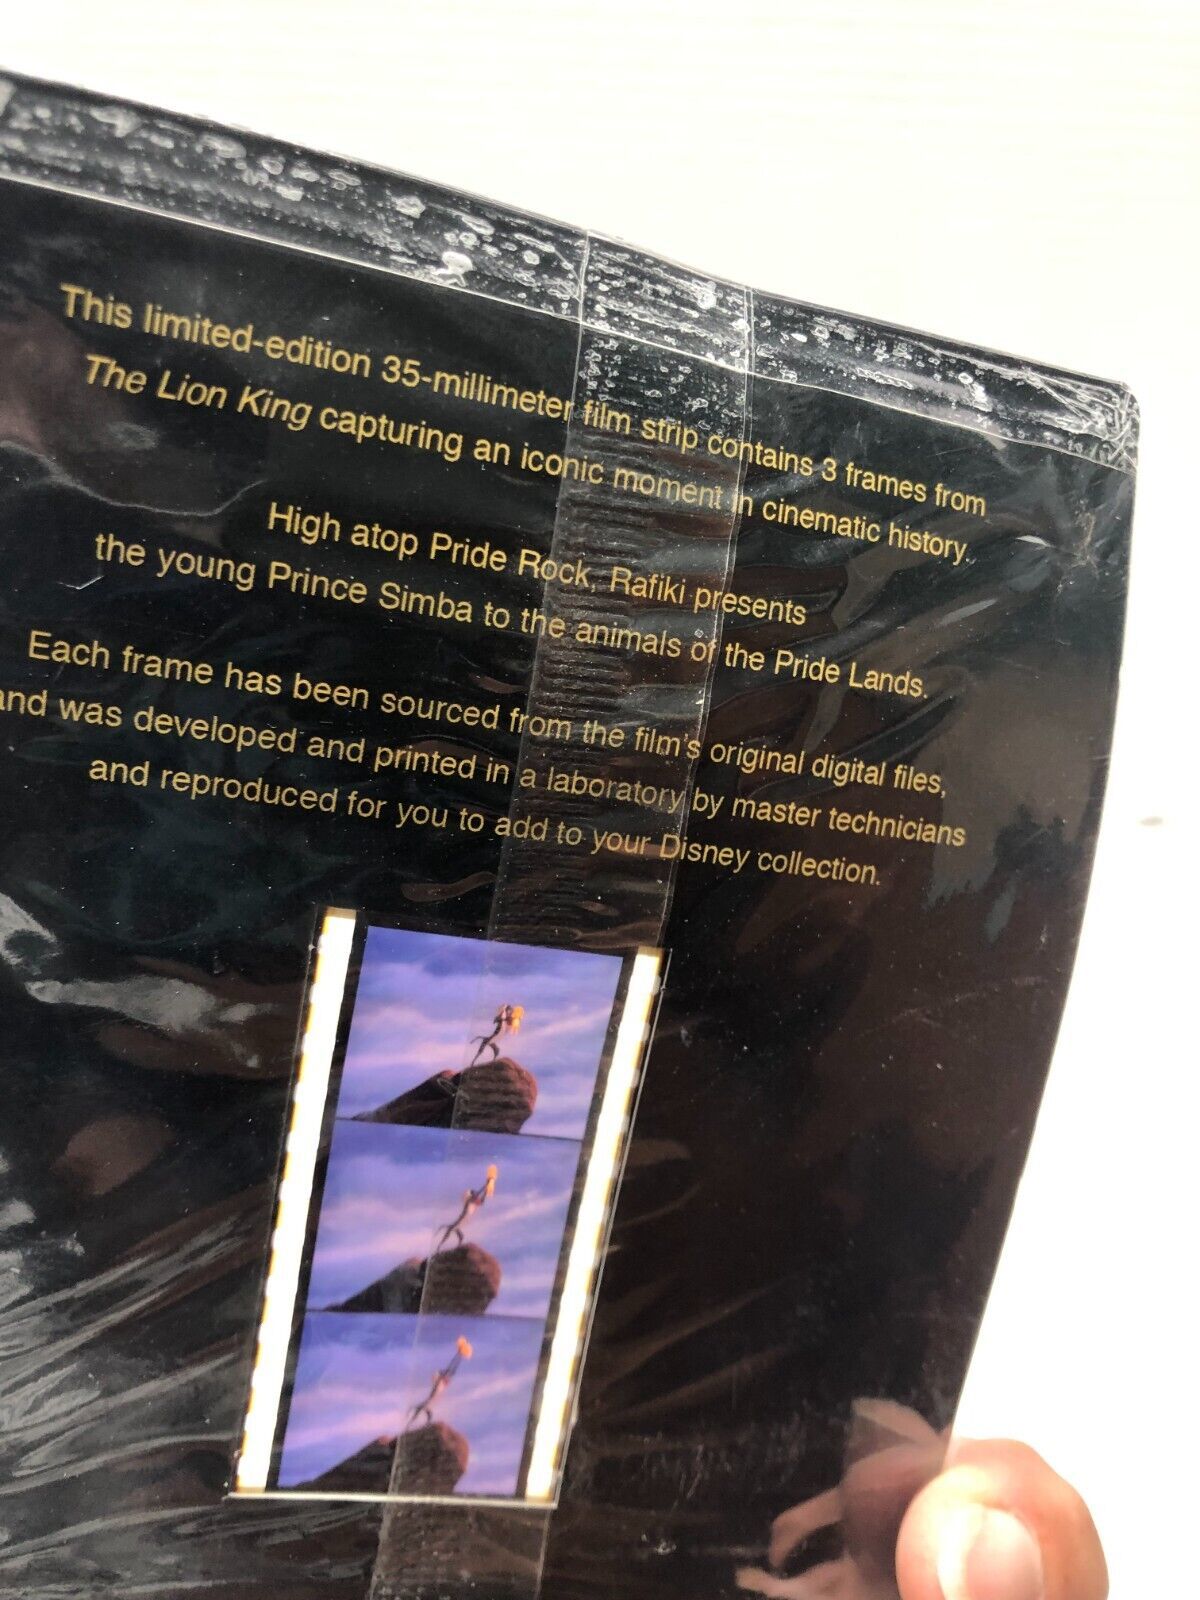 This limited-edition 35-millimeter film strip contains 3 frames from
The Lion King capturing an iconic moment in cinematic history.
High atop Pride Rock, Rafiki presents
the young Prince Simba to the animals of the Pride Lands.
Each frame has been sourced from the film's original digital files,
and was developed and printed in a laboratory by master technicians
and reproduced for you to add to your Disney collection.